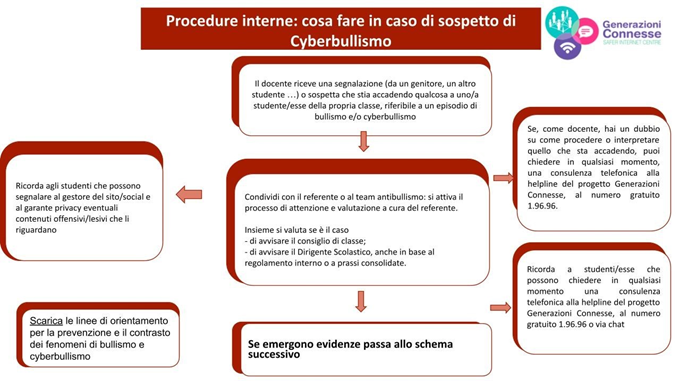 Procedure interne: cosa fare in caso di sospetto di
Cyberbullismo
Generazioni
Connesse
SAFER INTERNET CENTRE
Il docente riceve una segnalazione (da un genitore, un altro
studente …) o sospetta che stia accadendo qualcosa a uno/a
studente/esse della propria classe, riferibile a un episodio di
bullismo e/o cyberbullismo
Se, come docente, hai un dubbio
su come procedere o interpretare
quello che sta accadendo, puoi
chiedere in qualsiasi momento,
una consulenza telefonica alla
helpline del progetto Generazioni
Connesse, al numero gratuito
1.96.96.
Ricorda agli studenti che possono
segnalare al gestore del sito/social e
al garante privacy eventuali
contenuti offensivi/lesivi che li
riguardano
Condividi con il referente o al team antibullismo: si attiva il
processo di attenzione e valutazione a cura del referente.
Insieme si valuta se è il caso
- di avvisare il consiglio di classe;
- di avvisare il Dirigente Scolastico, anche in base al
regolamento interno o a prassi consolidate.
Ricorda a studenti/esse che
possono chiedere in qualsiasi
momento una consulenza
telefonica alla helpline del progetto
Generazioni Connesse, al numero
gratuito 1.96.96 o via chat
Scarica le linee di orientamento
per la prevenzione e il contrasto
dei fenomeni di bullismo e
cyberbullismo
Se emergono evidenze passa allo schema
successivo